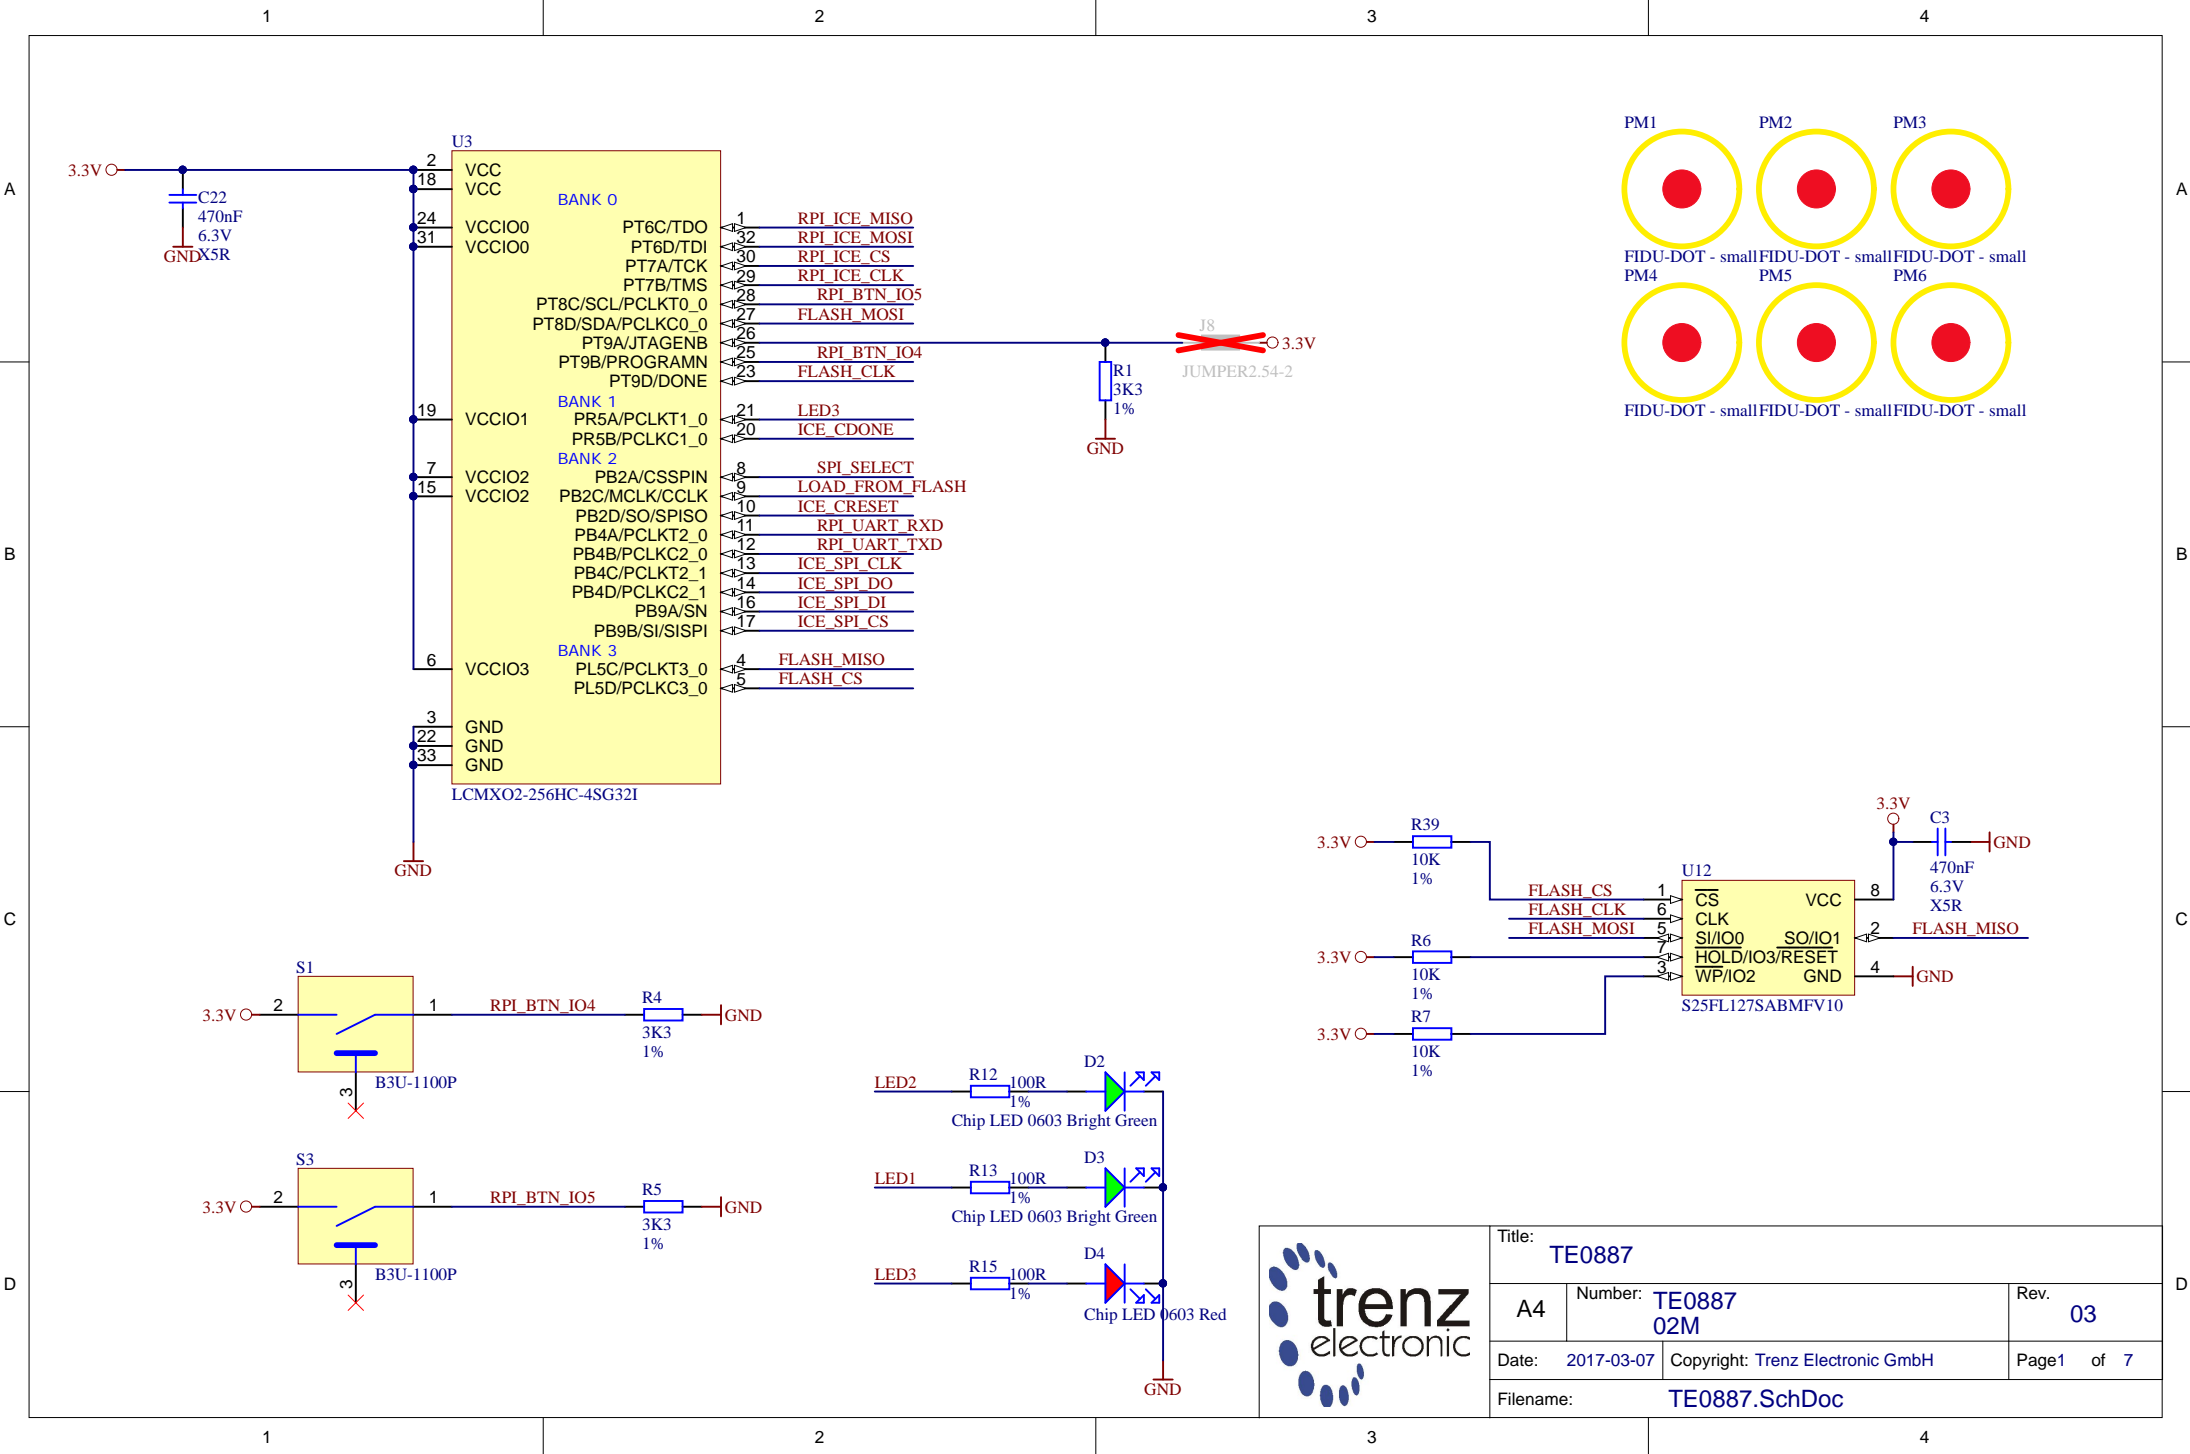 1 2 3 4
A
A
B
B
C
C
D
D
3.3V
C22
470nF
6.3V
X5R
GND
U3
2 VCC
18 VCC
24 VCCIO0
31 VCCIO0
19 VCCIO1
7 VCCIO2
15 VCCIO2
6 VCCIO3
3 GND
22 GND
33 GND
GND
BANK 0
PT6C/TDO 1 RPI_ICE_MISO
PT6D/TDI 32 RPI_ICE_MOSI
PT7A/TCK 30 RPI_ICE_CS
PT7B/TMS 29 RPI_ICE_CLK
PT8C/SCL/PCLKT0_0 28 RPI_BTN_IO5
PT8D/SDA/PCLKC0_0 27 FLASH_MOSI
PT9A/JTAGENB 26
PT9B/PROGRAMN 25 RPI_BTN_IO4
PT9D/DONE 23 FLASH_CLK
BANK 1
PR5A/PCLKT1_0 21 LED3
PR5B/PCLKC1_0 20 ICE_CDONE
BANK 2
PB2A/CSSPIN 8 SPI_SELECT
PB2C/MCLK/CCLK 9 LOAD_FROM_FLASH
PB2D/SO/SPISO 10 ICE_CRESET
PB4A/PCLKT2_0 11 RPI_UART_RXD
PB4B/PCLKC2_0 12 RPI_UART_TXD
PB4C/PCLKT2_1 13 ICE_SPI_CLK
PB4D/PCLKC2_1 14 ICE_SPI_DO
PB9A/SN 16 ICE_SPI_DI
PB9B/SI/SISPI 17 ICE_SPI_CS
BANK 3
PL5C/PCLKT3_0 4 FLASH_MISO
PL5D/PCLKC3_0 5 FLASH_CS
LCMXO2-256HC-4SG32I
J8
3.3V
JUMPER2.54-2
R1
3K3
1%
GND
PM1 PM2 PM3
FIDU-DOT - small FIDU-DOT - small FIDU-DOT - small
PM4 PM5 PM6
FIDU-DOT - small FIDU-DOT - small FIDU-DOT - small
3.3V
R39
10K
1%
3.3V
R6
10K
1%
3.3V
R7
10K
1%
3.3V
C3
GND
470nF
6.3V
X5R
U12
FLASH_CS 1 CS
FLASH_CLK 6 CLK
FLASH_MOSI 5 SI/IO0
7 HOLD/IO3/RESET
3 WP/IO2
VCC 8
SO/IO1 2 FLASH_MISO
GND 4 GND
S25FL127SABMFV10
S1
3.3V 2 1 RPI_BTN_IO4
R4
3K3
1%
GND
3
B3U-1100P
S3
3.3V 2 1 RPI_BTN_IO5
R5
3K3
1%
GND
3
B3U-1100P
LED2 R12 100R
1%
D2
Chip LED 0603 Bright Green
LED1 R13 100R
1%
D3
Chip LED 0603 Bright Green
LED3 R15 100R
1%
D4
Chip LED 0603 Red
GND
trenz
electronic
Title:
TE0887
A4
Number: TE0887
02M
Rev.
03
Date: 2017-03-07
Copyright: Trenz Electronic GmbH
Page1 of 7
Filename: TE0887.SchDoc
1 2 3 4